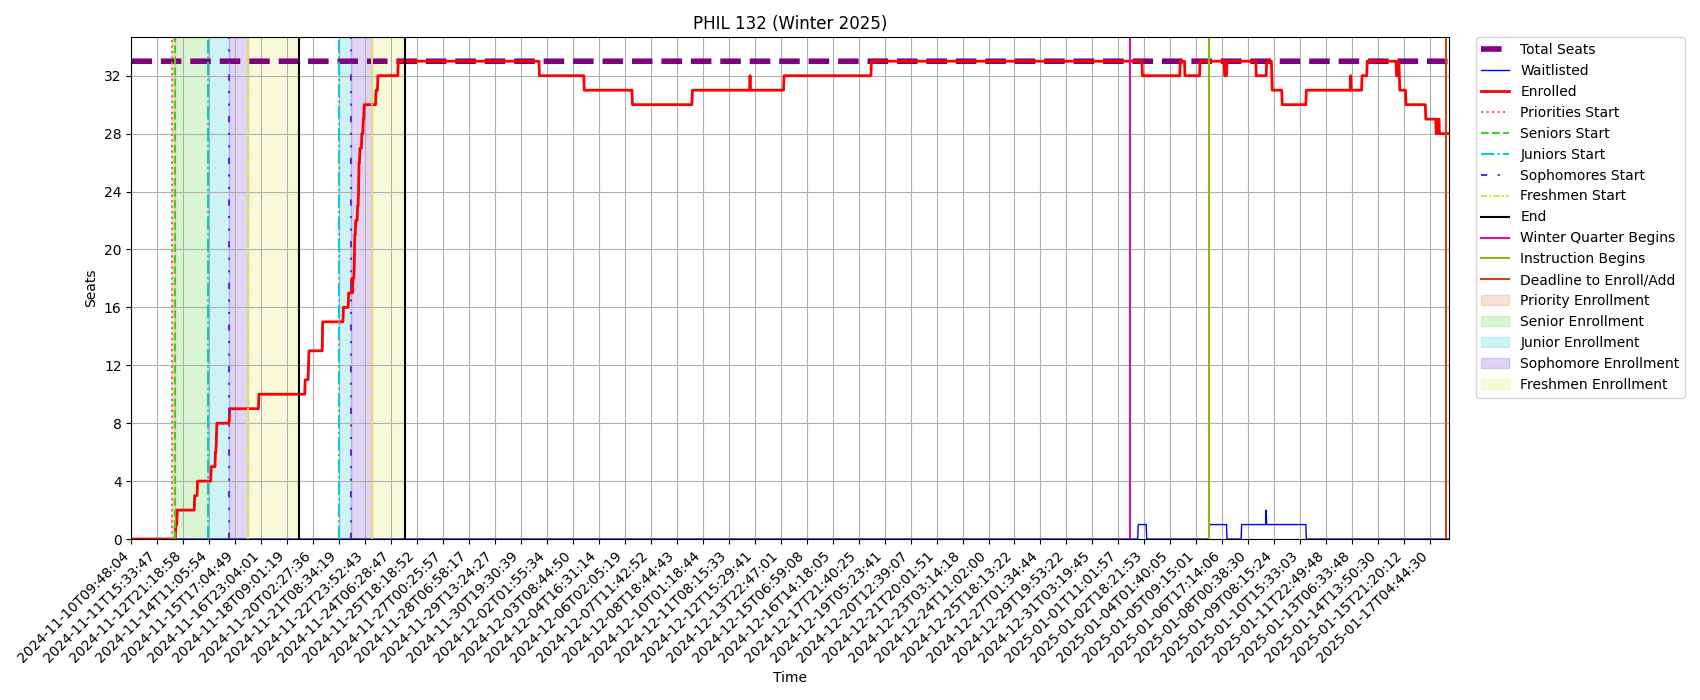 PHIL 132 (Winter 2025)
Seats
32
28
24
20
16
12
8
4
0
2024-11-10T09:48:04
2024-11-11T15:33:47
2024-11-12T21:18:58
2024-11-14T11:05:54
2024-11-15T17:04:49
2024-11-16T23:04:01
2024-11-18T09:01:19
2024-11-20T02:27:36
2024-11-21T08:34:19
2024-11-22T23:52:43
2024-11-24T06:28:47
2024-11-25T18:18:52
2024-11-27T00:25:57
2024-11-28T06:58:17
2024-11-29T13:24:27
2024-11-30T19:30:39
2024-12-02T01:55:34
2024-12-03T08:44:50
2024-12-04T16:31:14
2024-12-06T02:05:19
2024-12-07T11:42:52
2024-12-08T18:44:43
2024-12-10T01:18:44
2024-12-11T08:15:33
2024-12-12T15:29:41
2024-12-13T22:47:01
2024-12-15T06:59:08
2024-12-16T14:18:05
2024-12-17T21:40:25
2024-12-19T05:23:41
2024-12-20T12:39:07
2024-12-21T20:01:51
2024-12-23T03:14:18
2024-12-24T11:02:00
2024-12-25T18:13:22
2024-12-27T01:34:44
2024-12-29T19:53:22
2024-12-31T03:19:45
2025-01-01T11:01:57
2025-01-02T18:21:53
2025-01-04T01:40:05
2025-01-05T09:15:01
2025-01-06T17:14:06
2025-01-08T00:38:30
2025-01-09T08:15:24
2025-01-10T15:33:03
2025-01-11T22:49:48
2025-01-13T06:33:48
2025-01-14T13:50:30
2025-01-15T21:20:12
2025-01-17T04:44:30
Time
Total Seats
Waitlisted
Enrolled
Priorities Start
Seniors Start
Juniors Start
Sophomores Start
Freshmen Start
End
Winter Quarter Begins
Instruction Begins
Deadline to Enroll/Add
Priority Enrollment
Senior Enrollment
Junior Enrollment
Sophomore Enrollment
Freshmen Enrollment